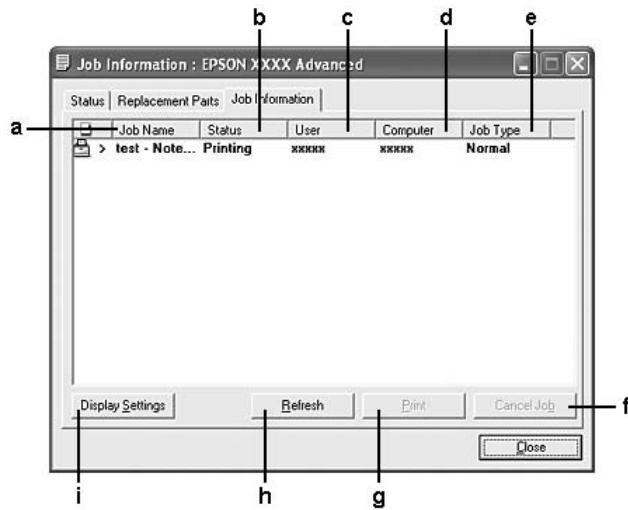 b c d e
Job Information : EPSON XXXX Advanced
Status Replacement Parts Job Information
a Job Name Status User Computer Job Type
> test - Note... Printing xxxxx xxxxx Normal
Display Settings Refresh Print Cancel Job f
Close
i h g